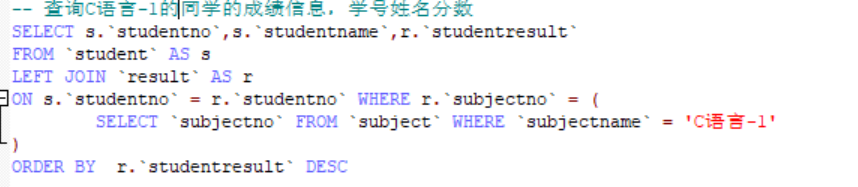 -- 查询C语言-1的同学的成绩信息，学号姓名分数
SELECT s.`studentno`,s.`studentname`,r.`studentresult`
FROM `student` AS s
LEFT JOIN `result` AS r
ON s.`studentno` = r.`studentno` WHERE r.`subjectno` = (
SELECT `subjectno` FROM `subject` WHERE `subjectname` = 'C语言-1'
)
ORDER BY r.`studentresult` DESC